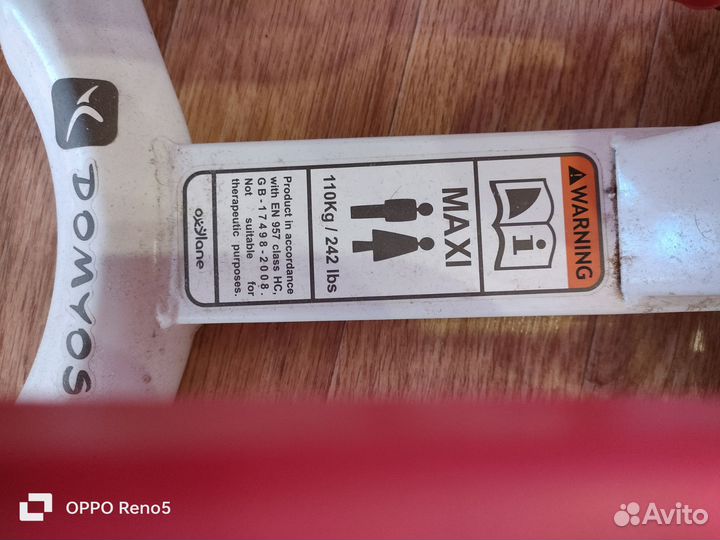 DOMYOS
WARNING
i
MAXI
110Kg / 242 lbs
Product in accordance
with EN 957 class HC,
GB-17498-2008.
Not suitable for
therapeutic purposes.
oxylane
OPPO Reno5
Avito